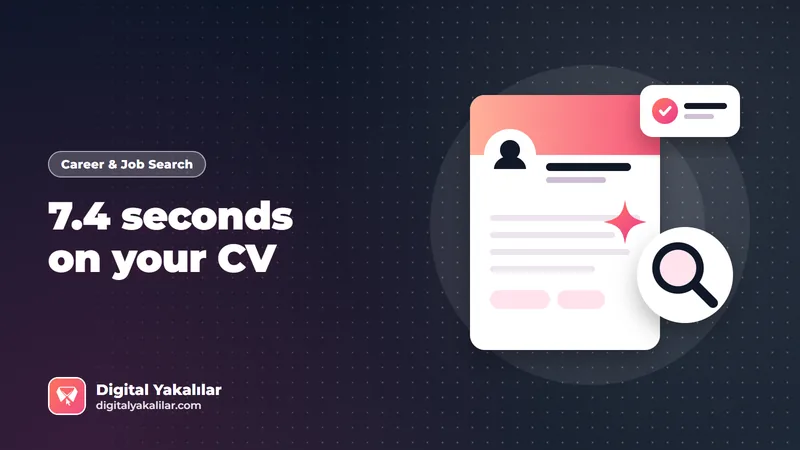 Career & Job Search
7.4 seconds
on your CV
Digital Yakalılar
digitalyakalilar.com